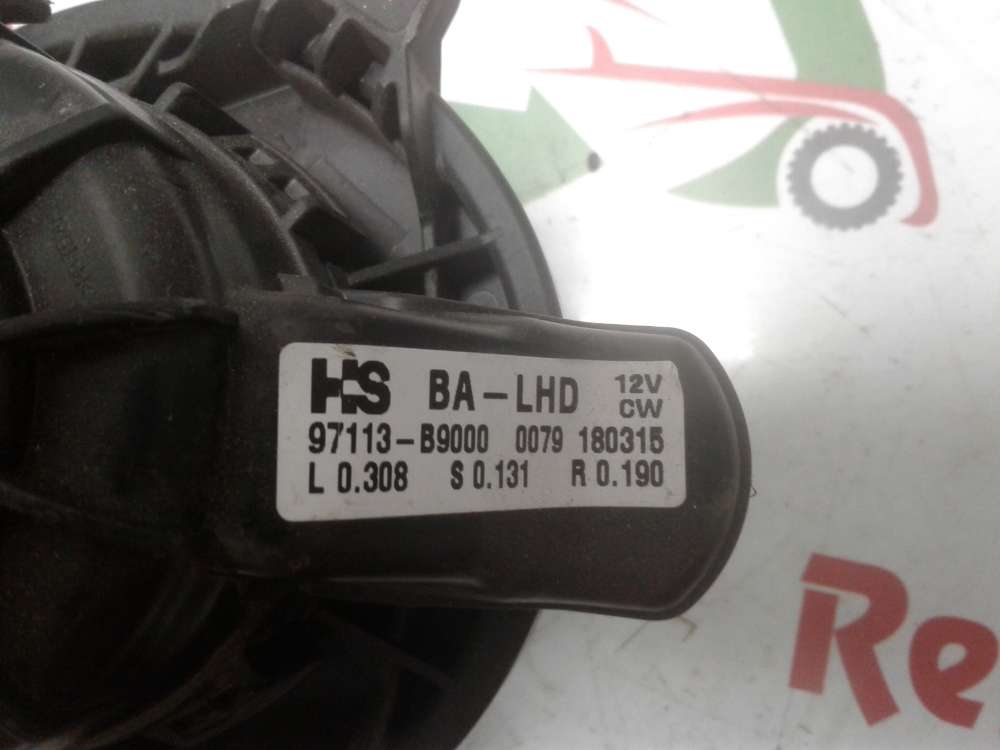 HS BA-LHD 12V
CW
97113-B9000 0079 180315
L 0.308 S 0.131 R 0.190
Re